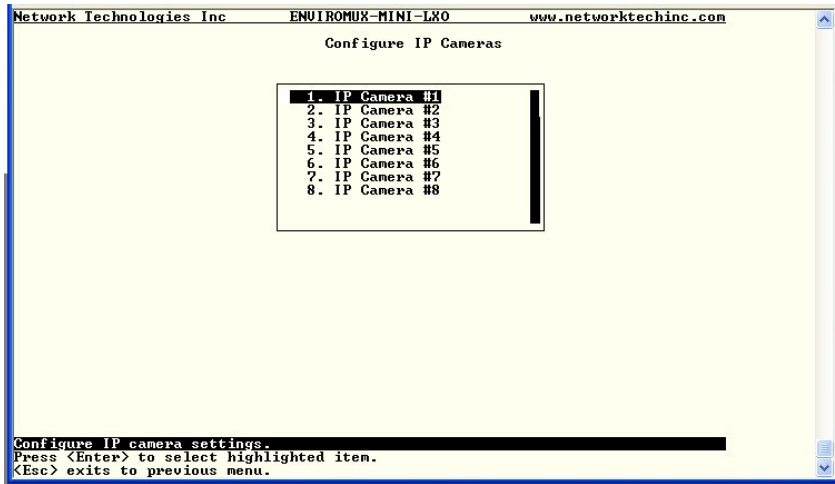 Network Technologies Inc ENVIROMUX-MINI-LXO www.networktechinc.com
Configure IP Cameras
1. IP Camera #1
2. IP Camera #2
3. IP Camera #3
4. IP Camera #4
5. IP Camera #5
6. IP Camera #6
7. IP Camera #7
8. IP Camera #8
Configure IP camera settings.
Press <Enter> to select highlighted item.
<Esc> exits to previous menu.